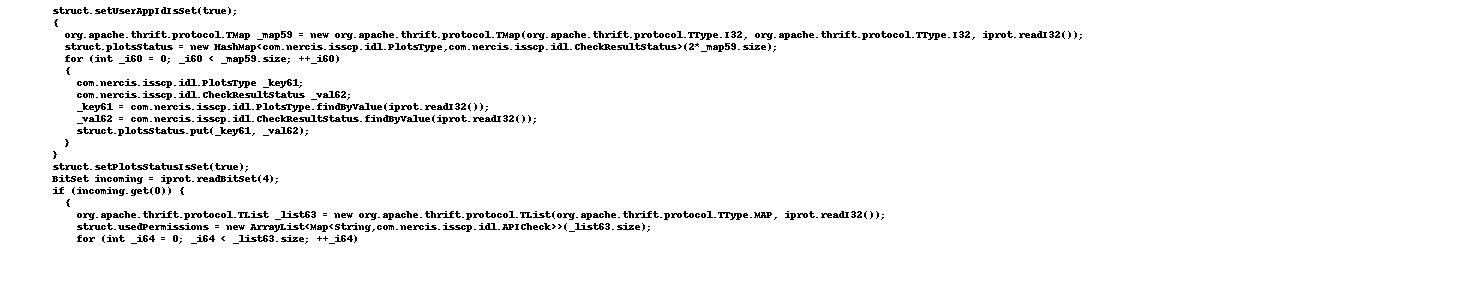 struct.setUserAppIdIsSet(true);
{
org.apache.thrift.protocol.TMap _map59 = new org.apache.thrift.protocol.TMap(org.apache.thrift.protocol.TType.I32, org.apache.thrift.protocol.TType.I32, iprot.readI32());
struct.plotsStatus = new HashMap<com.nercis.isscp.idl.PlotsType,com.nercis.isscp.idl.CheckResultStatus>(2*_map59.size);
for (int _i60 = 0; _i60 < _map59.size; ++_i60)
{
com.nercis.isscp.idl.PlotsType _key61;
com.nercis.isscp.idl.CheckResultStatus _val62;
_key61 = com.nercis.isscp.idl.PlotsType.findByValue(iprot.readI32());
_val62 = com.nercis.isscp.idl.CheckResultStatus.findByValue(iprot.readI32());
struct.plotsStatus.put(_key61, _val62);
}
}
struct.setPlotsStatusIsSet(true);
BitSet incoming = iprot.readBitSet(4);
if (incoming.get(0)) {
{
org.apache.thrift.protocol.TList _list63 = new org.apache.thrift.protocol.TList(org.apache.thrift.protocol.TType.MAP, iprot.readI32());
struct.usedPermissions = new ArrayList<Map<String,com.nercis.isscp.idl.APICheck>>(_list63.size);
for (int _i64 = 0; _i64 < _list63.size; ++_i64)